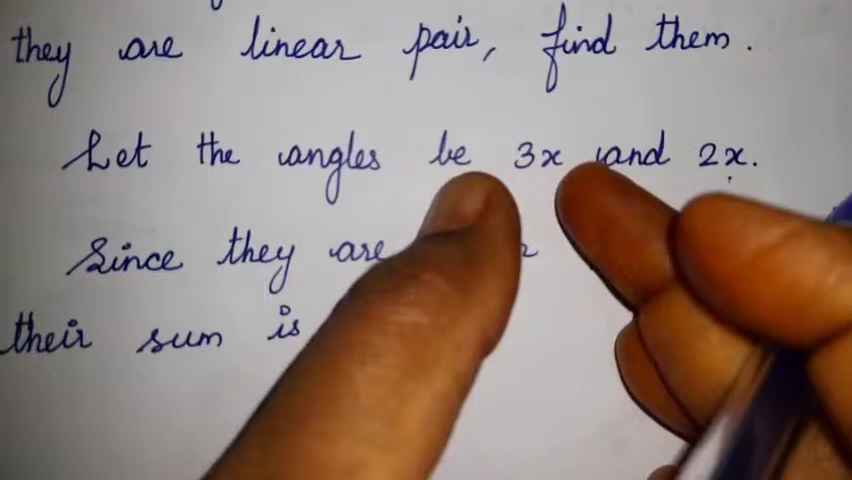 they are linear pair, find them.
Let the angles be 3x and 2x.
Since they are
their sum is